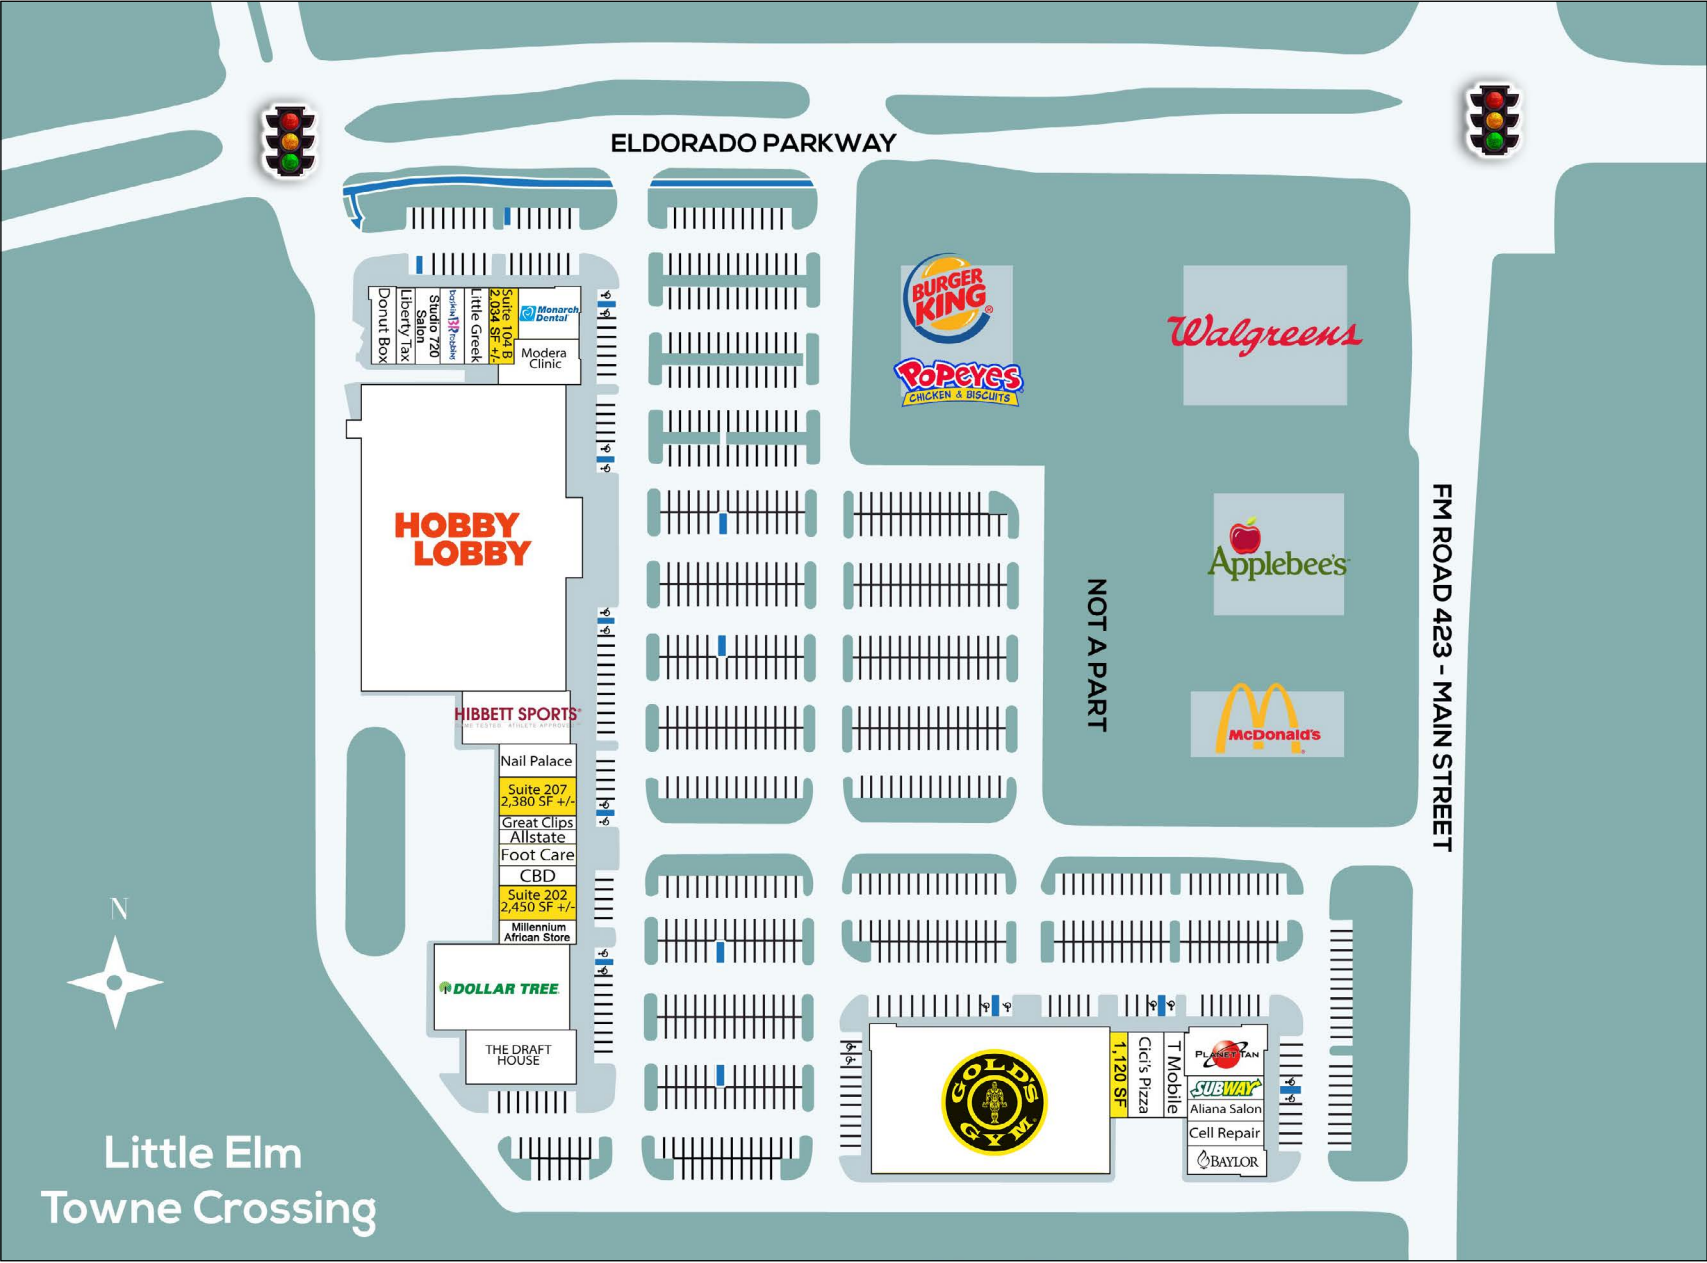 ELDORADO PARKWAY
Donut Box
Liberty Tax
Studio 720
Salon
baskin BR robbins
Little Greek
Suite 104 B
2,034 SF +/-
Monarch
Dental
Modera
Clinic
BURGER
KING
®
POPEYES
CHICKEN & BISCUITS
Walgreens
HOBBY
LOBBY
Applebee's
NOT A PART
FM ROAD 423 - MAIN STREET
McDonald's
HIBBETT SPORTS
Nail Palace
Suite 207
2,380 SF +/-
Great Clips
Allstate
Foot Care
CBD
Suite 202
2,450 SF +/-
Millennium
African Store
DOLLAR TREE
THE DRAFT
HOUSE
N
GOLD'S
GYM
1,120 SF
Cici's Pizza
T Mobile
PLANET TAN
SUBWAY
Aliana Salon
Cell Repair
BAYLOR
Little Elm
Towne Crossing